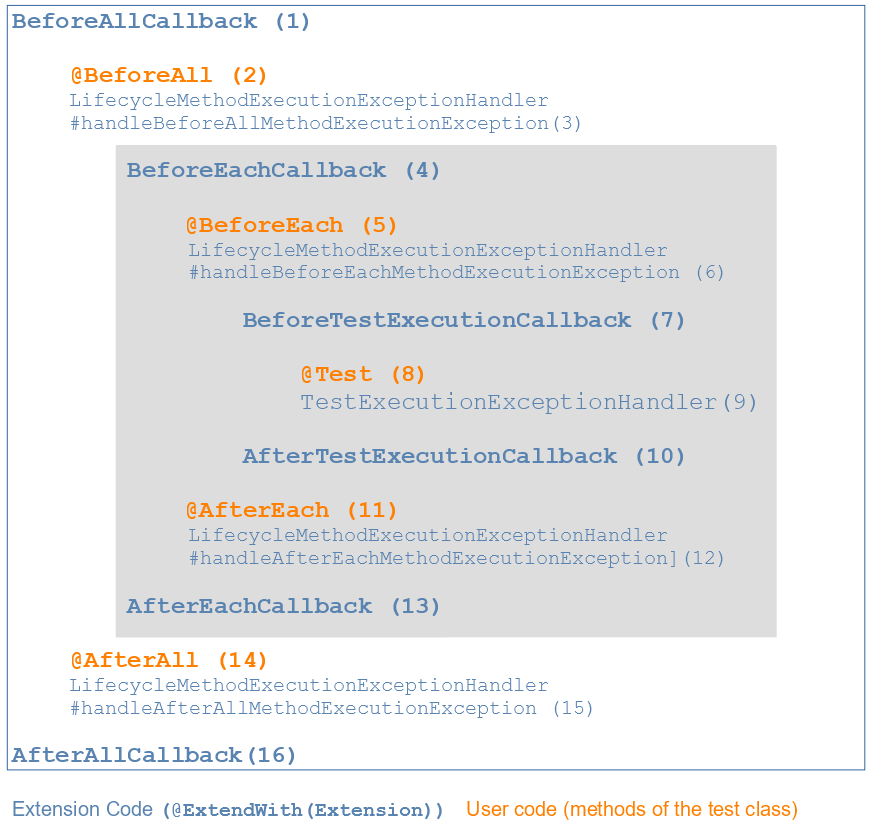 BeforeAllCallback (1)
@BeforeAll (2)
LifecycleMethodExecutionExceptionHandler
#handleBeforeAllMethodExecutionException(3)
BeforeEachCallback (4)
@BeforeEach (5)
LifecycleMethodExecutionExceptionHandler
#handleBeforeEachMethodExecutionException (6)
BeforeTestExecutionCallback (7)
@Test (8)
TestExecutionExceptionHandler(9)
AfterTestExecutionCallback (10)
@AfterEach (11)
LifecycleMethodExecutionExceptionHandler
#handleAfterEachMethodExecutionException](12)
AfterEachCallback (13)
@AfterAll (14)
LifecycleMethodExecutionExceptionHandler
#handleAfterAllMethodExecutionException (15)
AfterAllCallback(16)
Extension Code (@ExtendWith(Extension)) User code (methods of the test class)